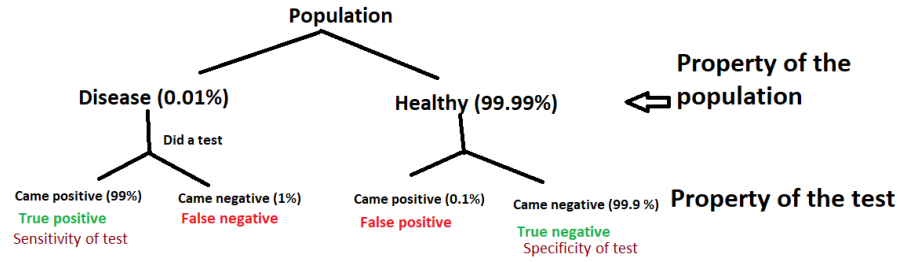 Population
Property of the
population
Disease (0.01%)
Healthy (99.99%)
Did a test
Came positive (99%)
Came negative (1%)
Came positive (0.1%)
Came negative (99.9 %)
Property of the test
True positive
False negative
False positive
True negative
Sensitivity of test
Specificity of test